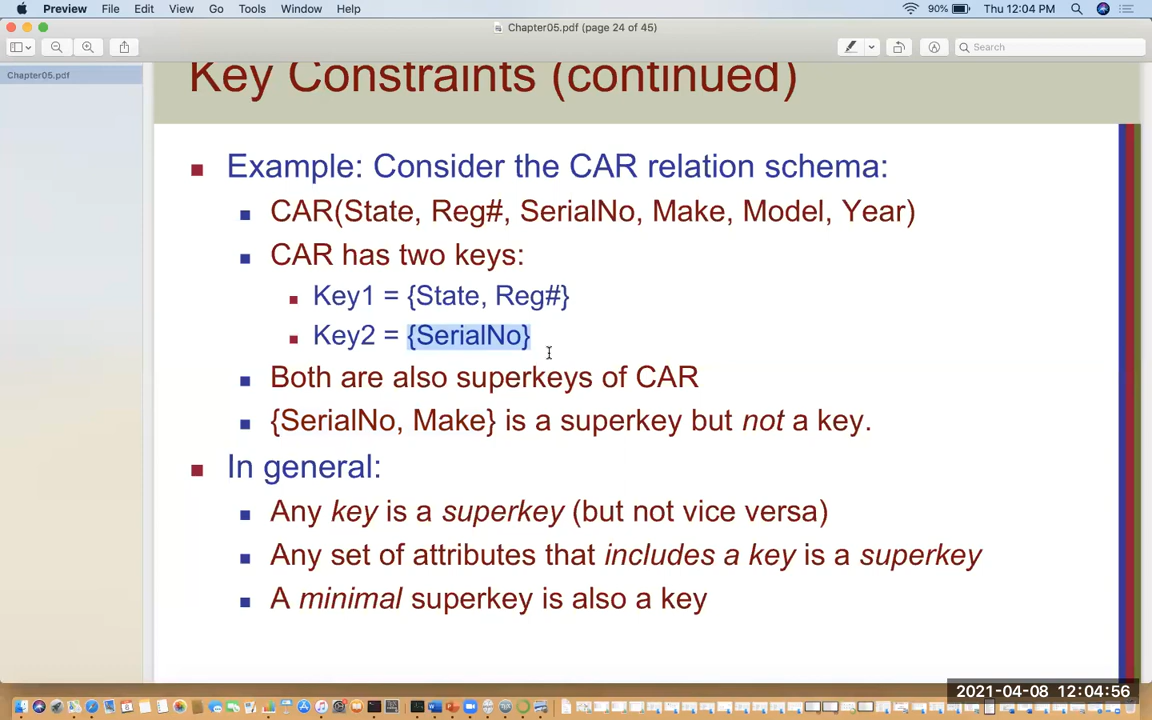 Preview File Edit View Go Tools Window Help 90% Thu 12:04 PM
Chapter05.pdf (page 24 of 45)
Search
Chapter05.pdf
Key Constraints (continued)
Example: Consider the CAR relation schema:
CAR(State, Reg#, SerialNo, Make, Model, Year)
CAR has two keys:
Key1 = {State, Reg#}
Key2 = {SerialNo}
Both are also superkeys of CAR
{SerialNo, Make} is a superkey but not a key.
In general:
Any key is a superkey (but not vice versa)
Any set of attributes that includes a key is a superkey
A minimal superkey is also a key
2021-04-08 12:04:56